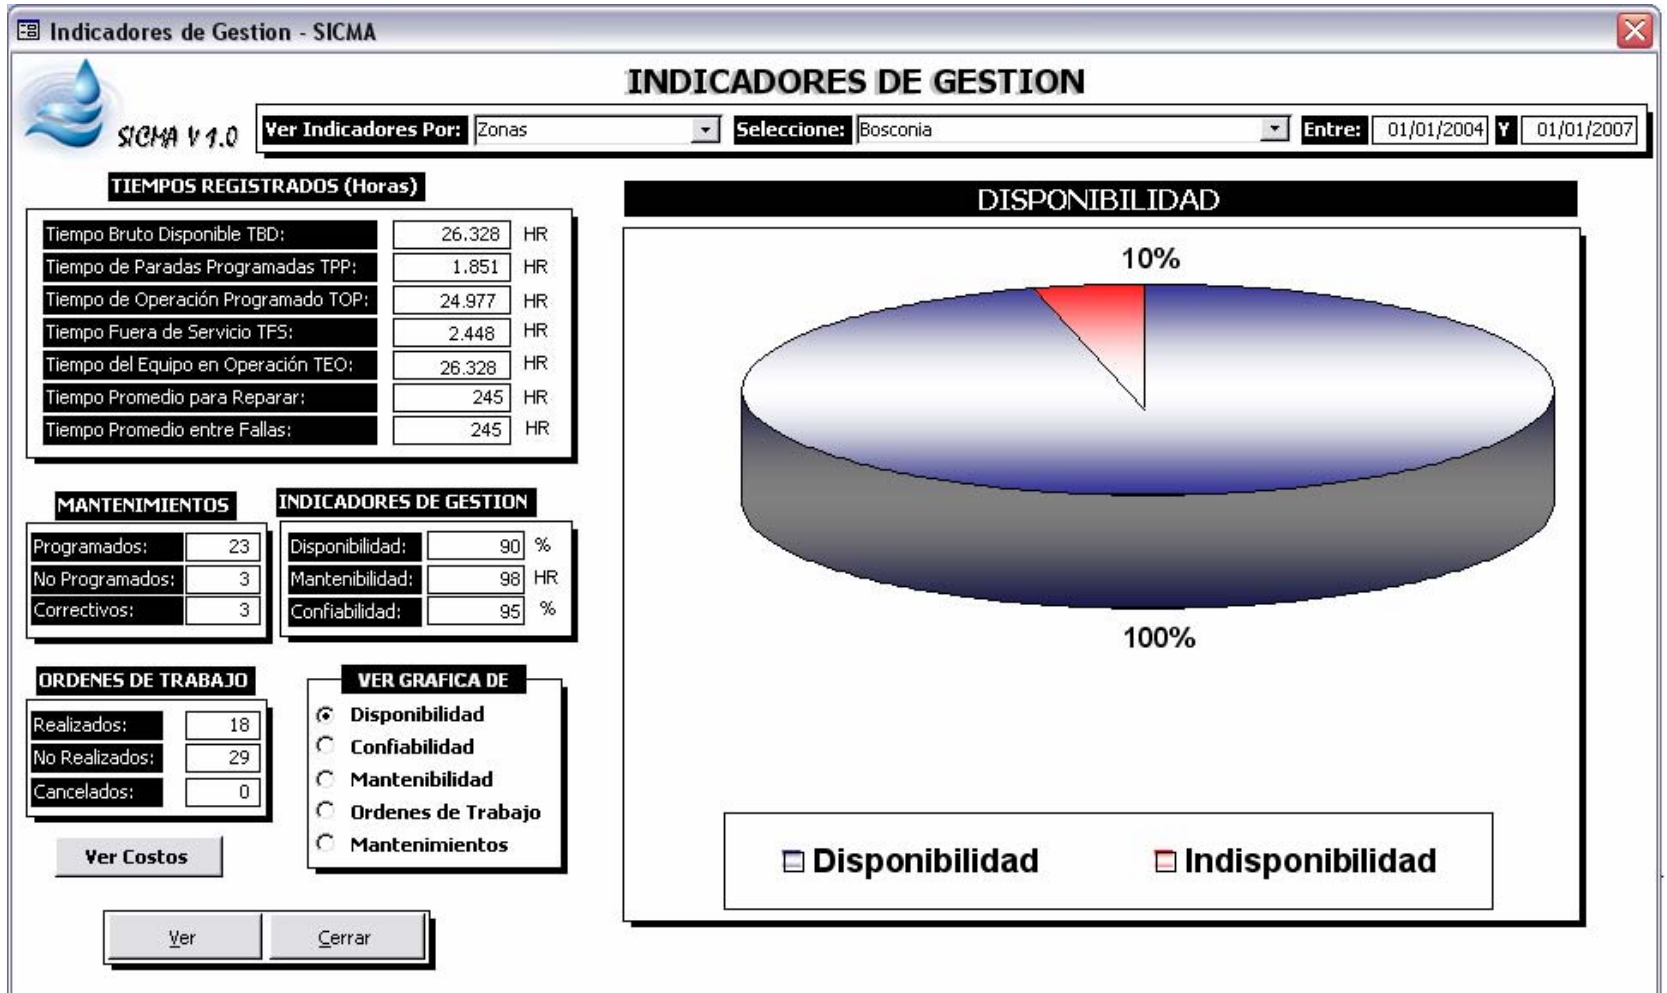 Indicadores de Gestion - SICMA
INDICADORES DE GESTION
SICMA V 1.0
Ver Indicadores Por: Zonas Seleccione: Bosconia Entre: 01/01/2004 Y 01/01/2007
TIEMPOS REGISTRADOS (Horas)
Tiempo Bruto Disponible TBD: 26.328 HR
Tiempo de Paradas Programadas TPP: 1.851 HR
Tiempo de Operación Programado TOP: 24.977 HR
Tiempo Fuera de Servicio TFS: 2.448 HR
Tiempo del Equipo en Operación TEO: 26.328 HR
Tiempo Promedio para Reparar: 245 HR
Tiempo Promedio entre Fallas: 245 HR
MANTENIMIENTOS
Programados: 23
No Programados: 3
Correctivos: 3
INDICADORES DE GESTION
Disponibilidad: 90 %
Mantenibilidad: 98 HR
Confiabilidad: 95 %
ORDENES DE TRABAJO
Realizados: 18
No Realizados: 29
Cancelados: 0
VER GRAFICA DE
Disponibilidad
Confiabilidad
Mantenibilidad
Ordenes de Trabajo
Mantenimientos
Ver Costos
Ver
Cerrar
DISPONIBILIDAD
10%
100%
Disponibilidad
Indisponibilidad